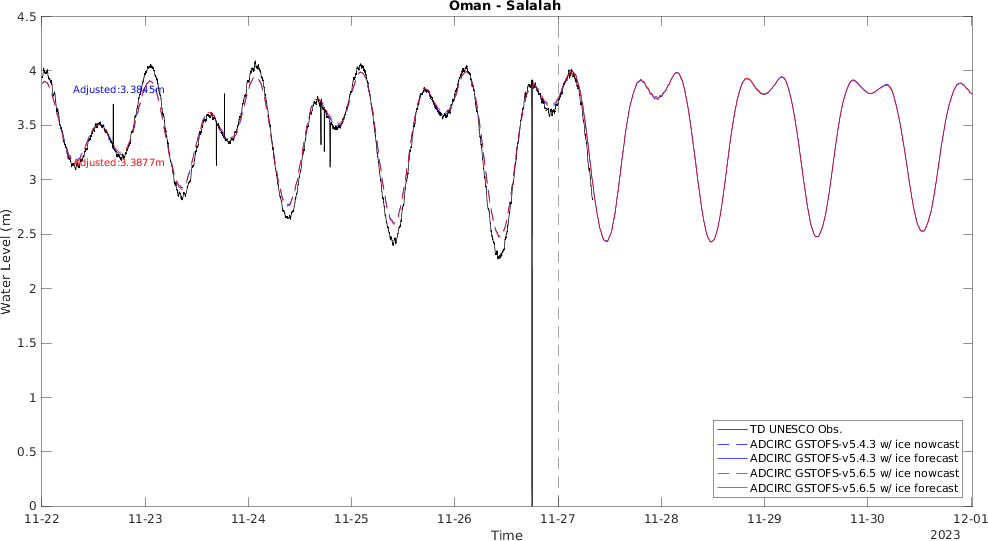 Oman - Salalah
4.5
4
3.5
3
2.5
2
1.5
1
0.5
0
Water Level (m)
Adjusted:3.3845m
Adjusted:3.3877m
TD UNESCO Obs.
ADCIRC GSTOFS-v5.4.3 w/ ice nowcast
ADCIRC GSTOFS-v5.4.3 w/ ice forecast
ADCIRC GSTOFS-v5.6.5 w/ ice nowcast
ADCIRC GSTOFS-v5.6.5 w/ ice forecast
11-22 11-23 11-24 11-25 11-26 11-27 11-28 11-29 11-30 12-01
Time
2023